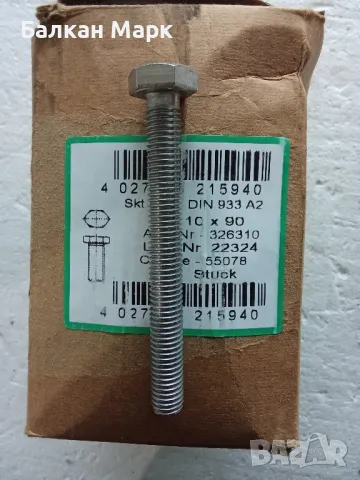 Балкан Марк
4 027 215940
Skt DIN 933 A2
10 x 90
Nr - 326310
Nr 22324
C e - 55078
Stück
4 027 215940
BAZAR